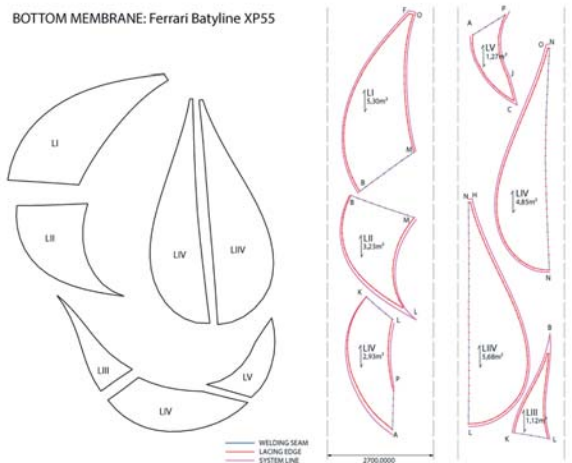 BOTTOM MEMBRANE: Ferrari Batyline XP55
LI
LII
LIV
LIIV
LIII
LV
LIV
F
O
LI
5,30m²
M
B
B
LII
3,23m²
M
K
L
L
LIV
2,93m²
P
A
2700.0000
A
P
LV
1,27m²
J
C
O
N
N
H
LIV
4,85m²
N
B
LIIV
5,68m²
LIII
1,12m²
L
K
L
WELDING SEAM
LACING EDGE
SYSTEM LINE